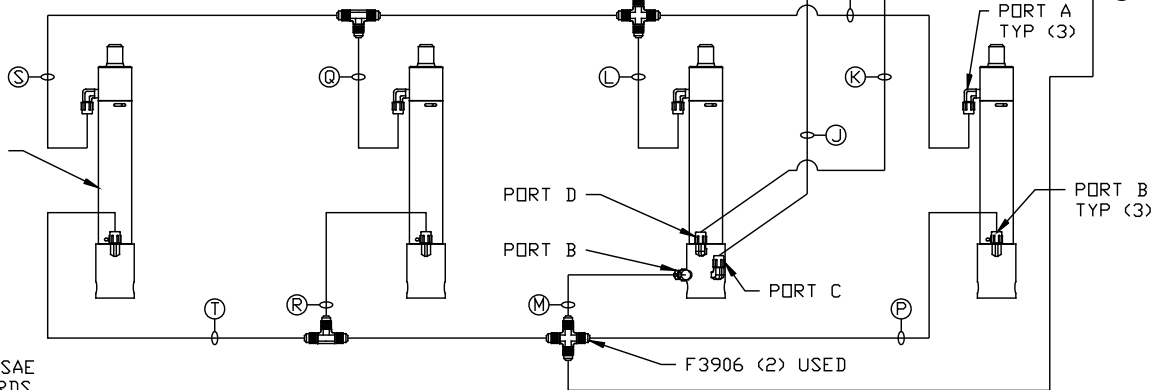 PORT A
TYP (3)
S
Q
L
K
J
PORT D
PORT B
TYP (3)
PORT B
PORT C
T
R
M
P
F3906 (2) USED
SAE